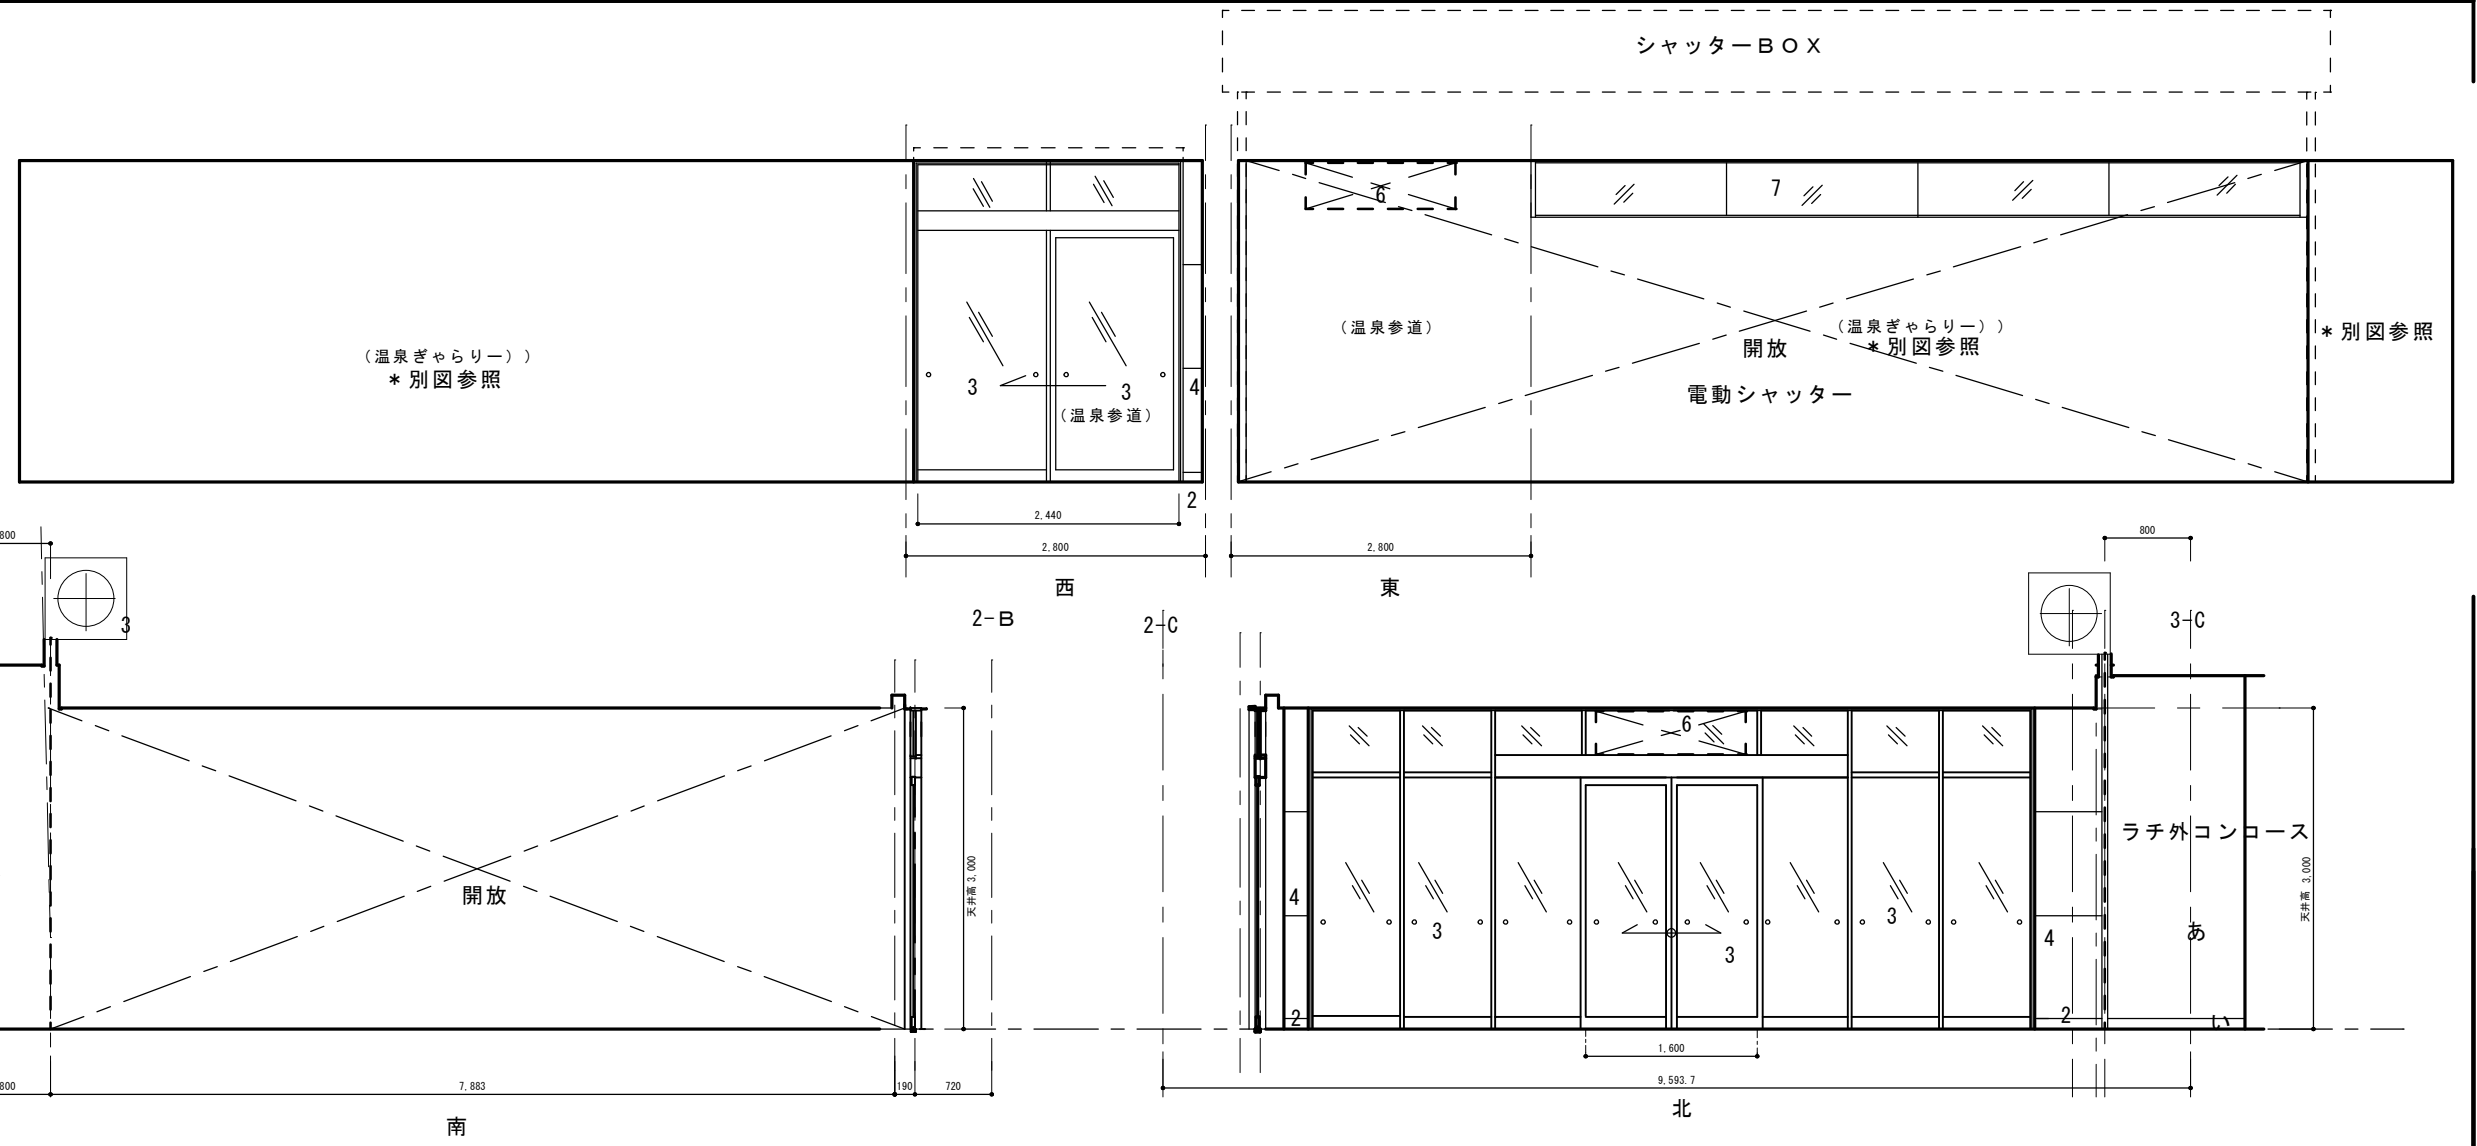 シャッターＢＯＸ
6
7
（温泉ぎゃらりー））
＊別図参照
3
3
（温泉参道）
4
2
（温泉参道）
（温泉ぎゃらりー））
＊別図参照
開放
電動シャッター
＊別図参照
2,440
2,800
西
2,800
東
800
800
3
2-B
2-C
3-C
開放
天井高 3,000
6
4
3
3
3
4
2
2
ラチ外コンコース
あ
い
天井高 3,000
1,600
800
7,883
190
720
9,593.7
南
北